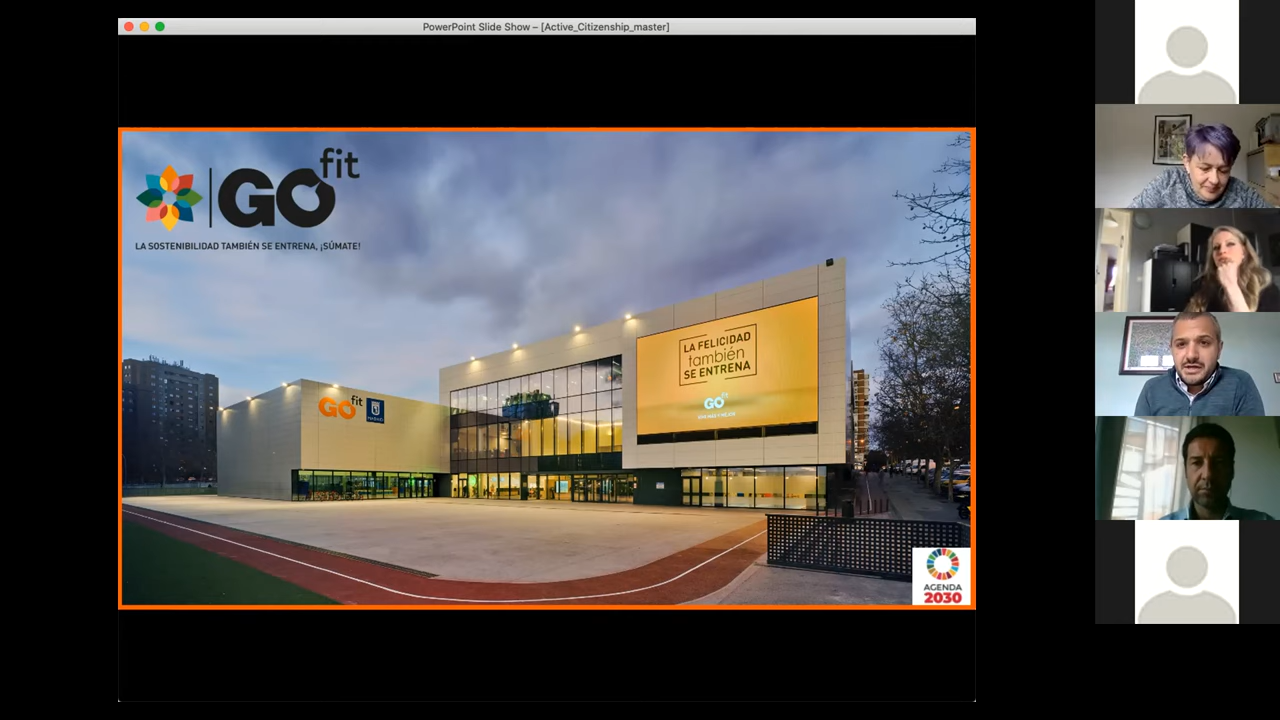 PowerPoint Slide Show – [Active_Citizenship_master]
GO fit
LA SOSTENIBILIDAD TAMBIÉN SE ENTRENA, ¡SÚMATE!
LA FELICIDAD
también
SE ENTRENA
GO fit
GO fit
MADRID
AGENDA
2030